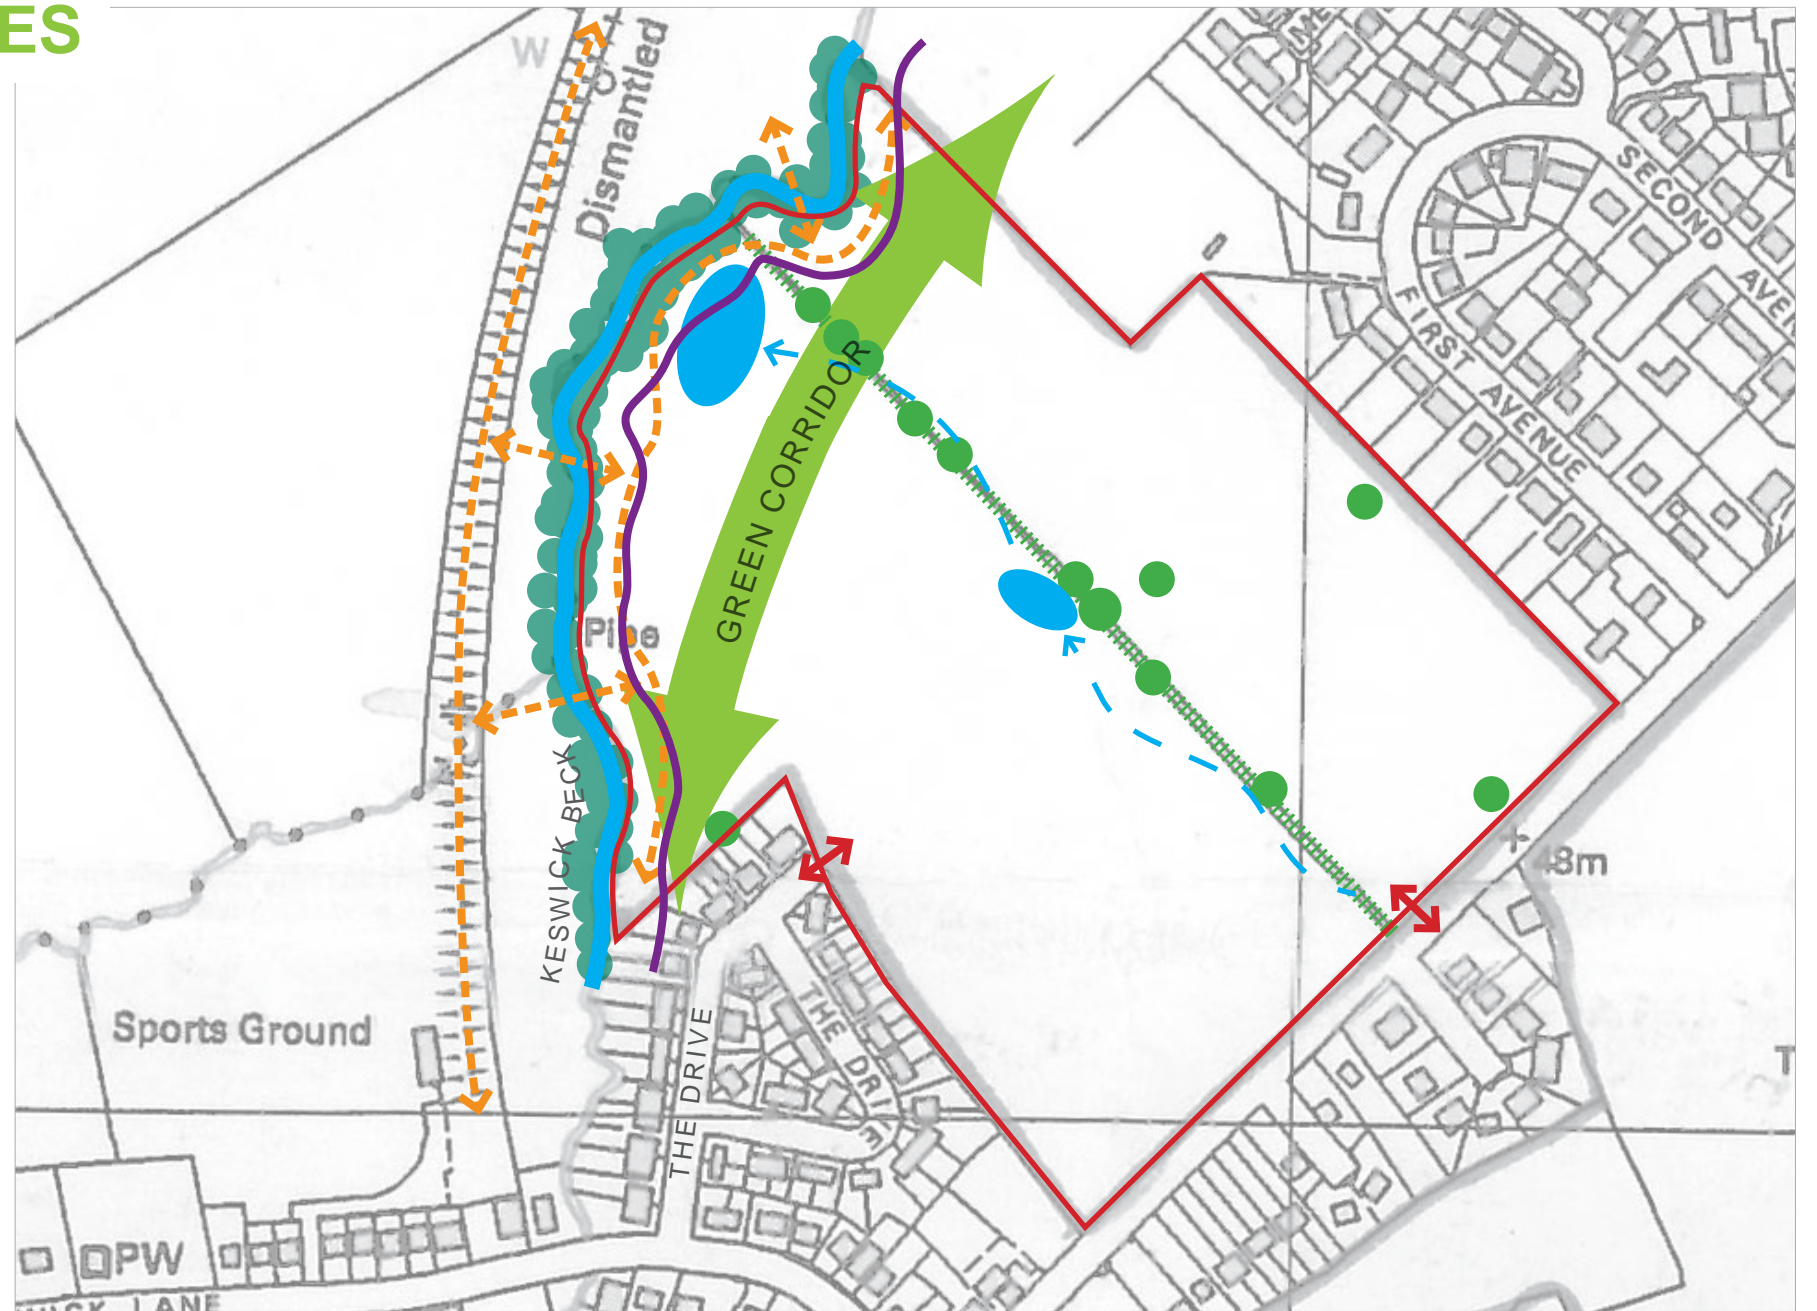 ES
W
Dismantled
SECOND AVEN
FIRST AVENUE
GREEN CORRIDOR
Pipe
KESWICK BECK
48m
Sports Ground
THE DRIVE
THE DRIVE
PW
LANE
T